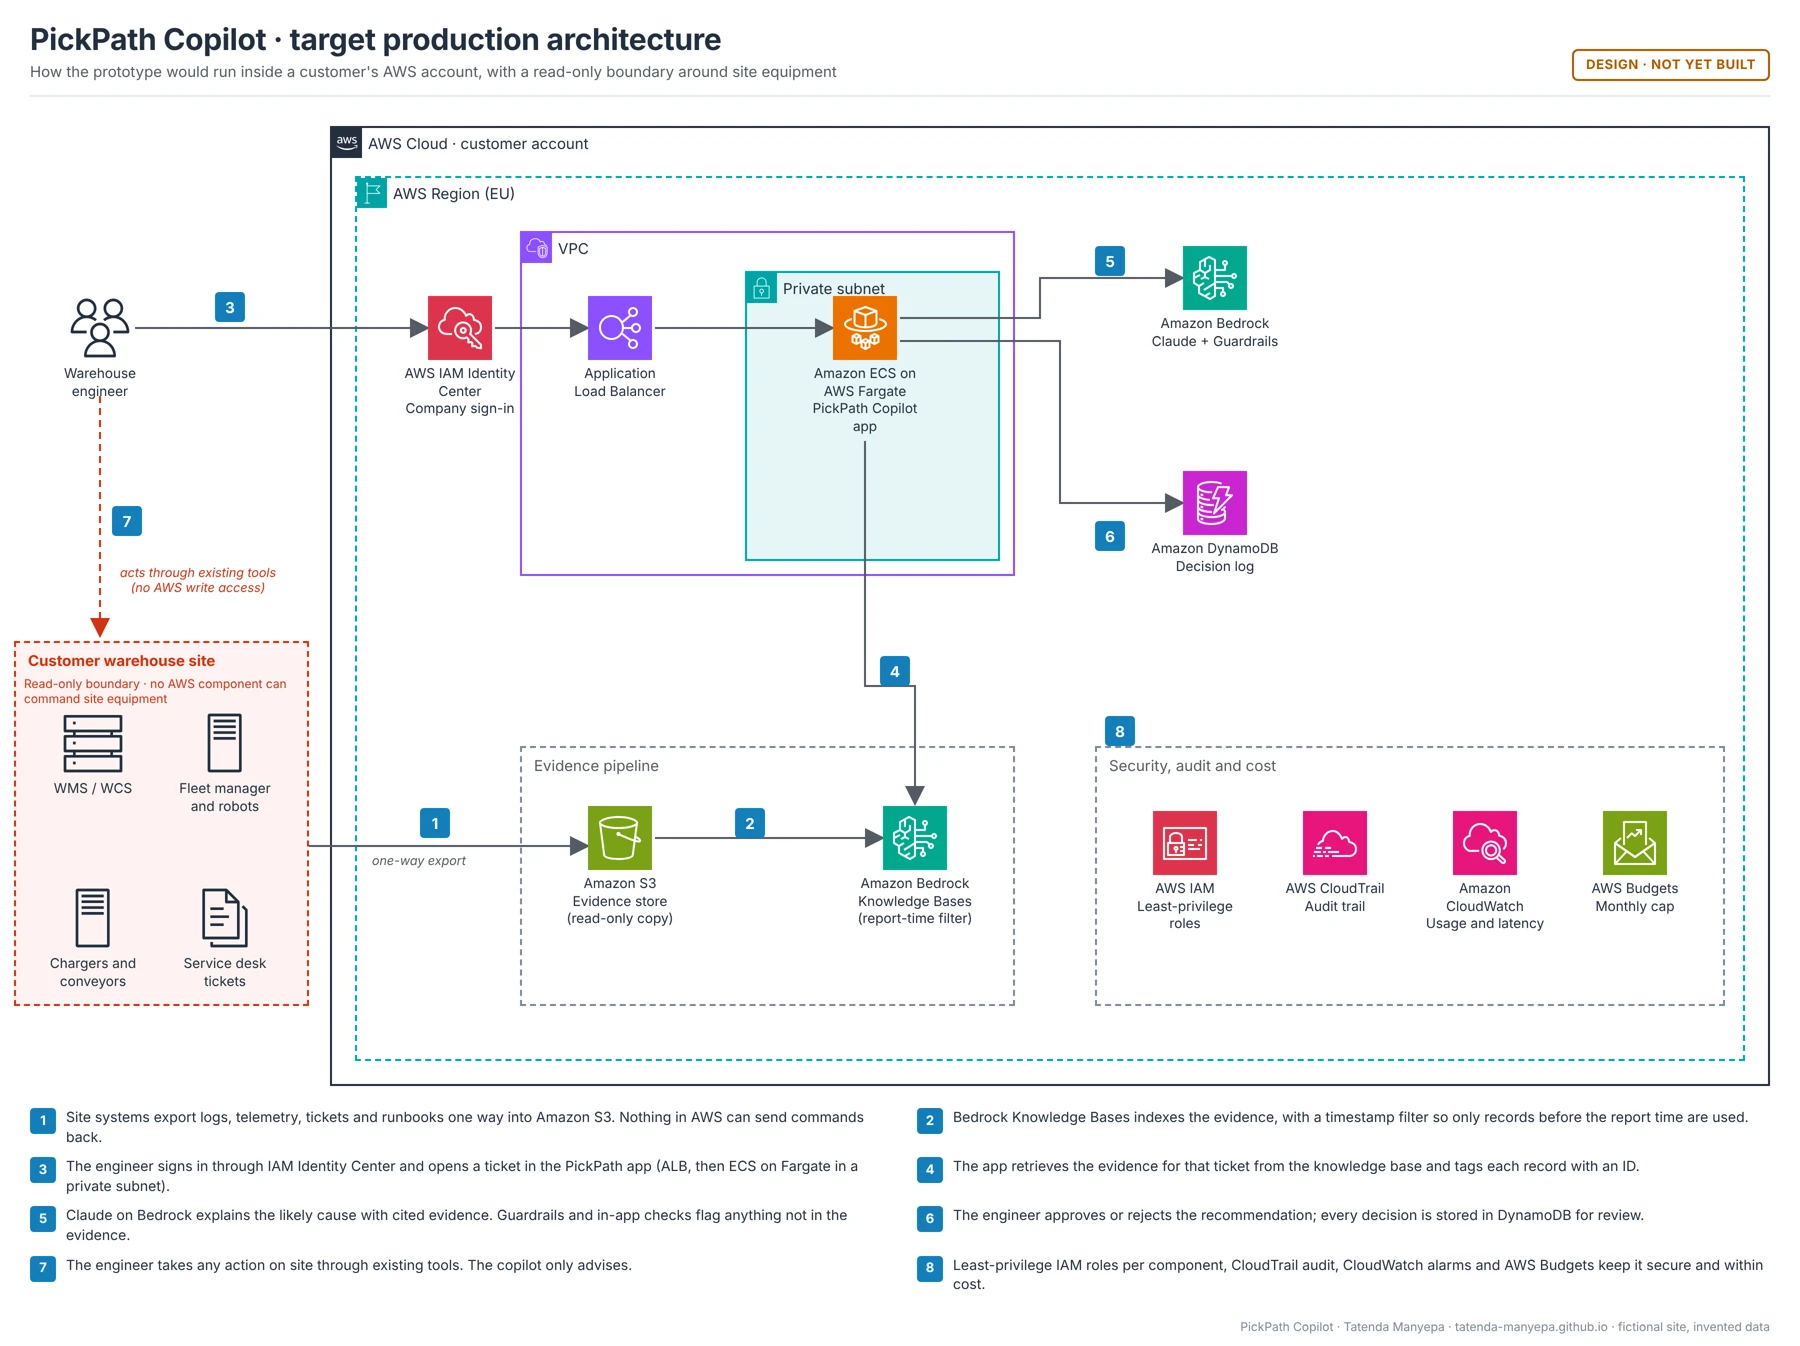 PickPath Copilot · target production architecture
How the prototype would run inside a customer's AWS account, with a read-only boundary around site equipment
DESIGN · NOT YET BUILT
aws
AWS Cloud · customer account
AWS Region (EU)
VPC
Private subnet
3
Warehouse
engineer
AWS IAM Identity
Center
Company sign-in
Application
Load Balancer
Amazon ECS on
AWS Fargate
PickPath Copilot
app
5
Amazon Bedrock
Claude + Guardrails
6
Amazon DynamoDB
Decision log
7
acts through existing tools
(no AWS write access)
Customer warehouse site
Read-only boundary · no AWS component can
command site equipment
WMS / WCS
Fleet manager
and robots
Chargers and
conveyors
Service desk
tickets
4
1
one-way export
Evidence pipeline
2
Amazon S3
Evidence store
(read-only copy)
Amazon Bedrock
Knowledge Bases
(report-time filter)
8
Security, audit and cost
AWS IAM
Least-privilege
roles
AWS CloudTrail
Audit trail
Amazon
CloudWatch
Usage and latency
AWS Budgets
Monthly cap
1 Site systems export logs, telemetry, tickets and runbooks one way into Amazon S3. Nothing in AWS can send commands
back.
2 Bedrock Knowledge Bases indexes the evidence, with a timestamp filter so only records before the report time are used.
3 The engineer signs in through IAM Identity Center and opens a ticket in the PickPath app (ALB, then ECS on Fargate in a
private subnet).
4 The app retrieves the evidence for that ticket from the knowledge base and tags each record with an ID.
5 Claude on Bedrock explains the likely cause with cited evidence. Guardrails and in-app checks flag anything not in the
evidence.
6 The engineer approves or rejects the recommendation; every decision is stored in DynamoDB for review.
7 The engineer takes any action on site through existing tools. The copilot only advises.
8 Least-privilege IAM roles per component, CloudTrail audit, CloudWatch alarms and AWS Budgets keep it secure and within
cost.
PickPath Copilot · Tatenda Manyepa · tatenda-manyepa.github.io · fictional site, invented data